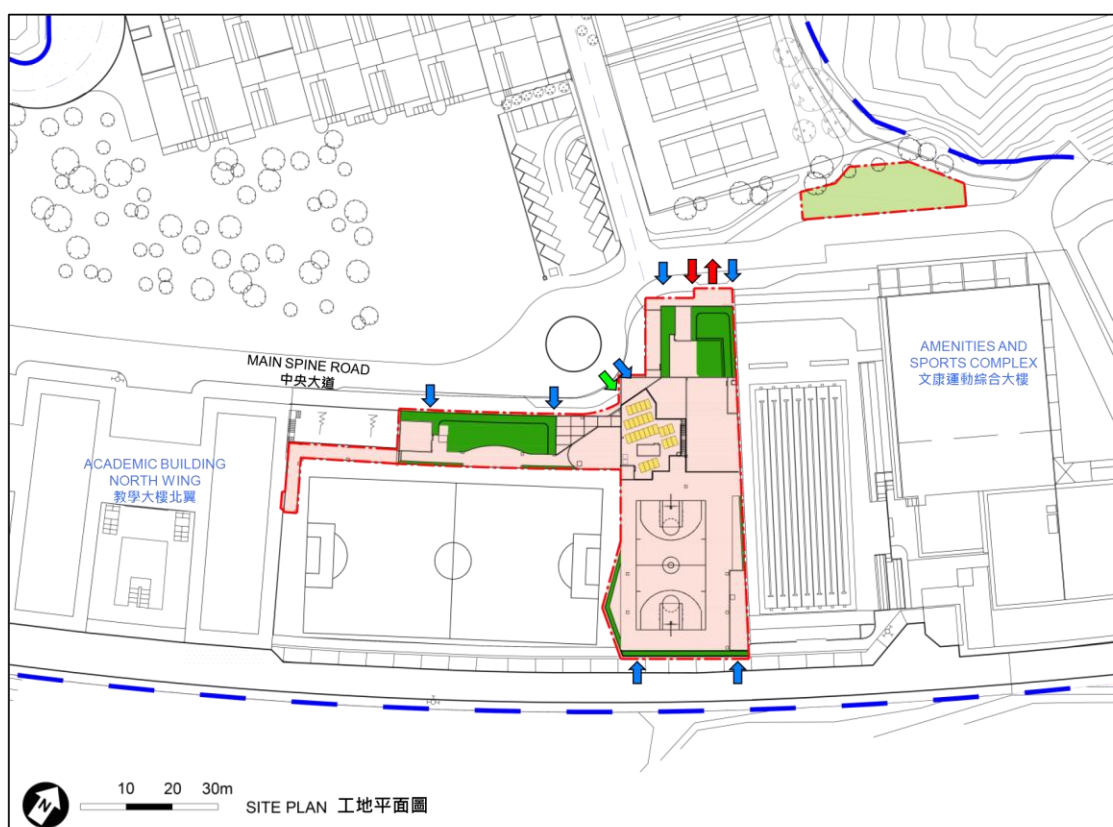 MAIN SPINE ROAD
中央大道
AMENITIES AND
SPORTS COMPLEX
文康運動綜合大樓
ACADEMIC BUILDING
NORTH WING
教學大樓北翼
N
10 20 30m
SITE PLAN 工地平面圖